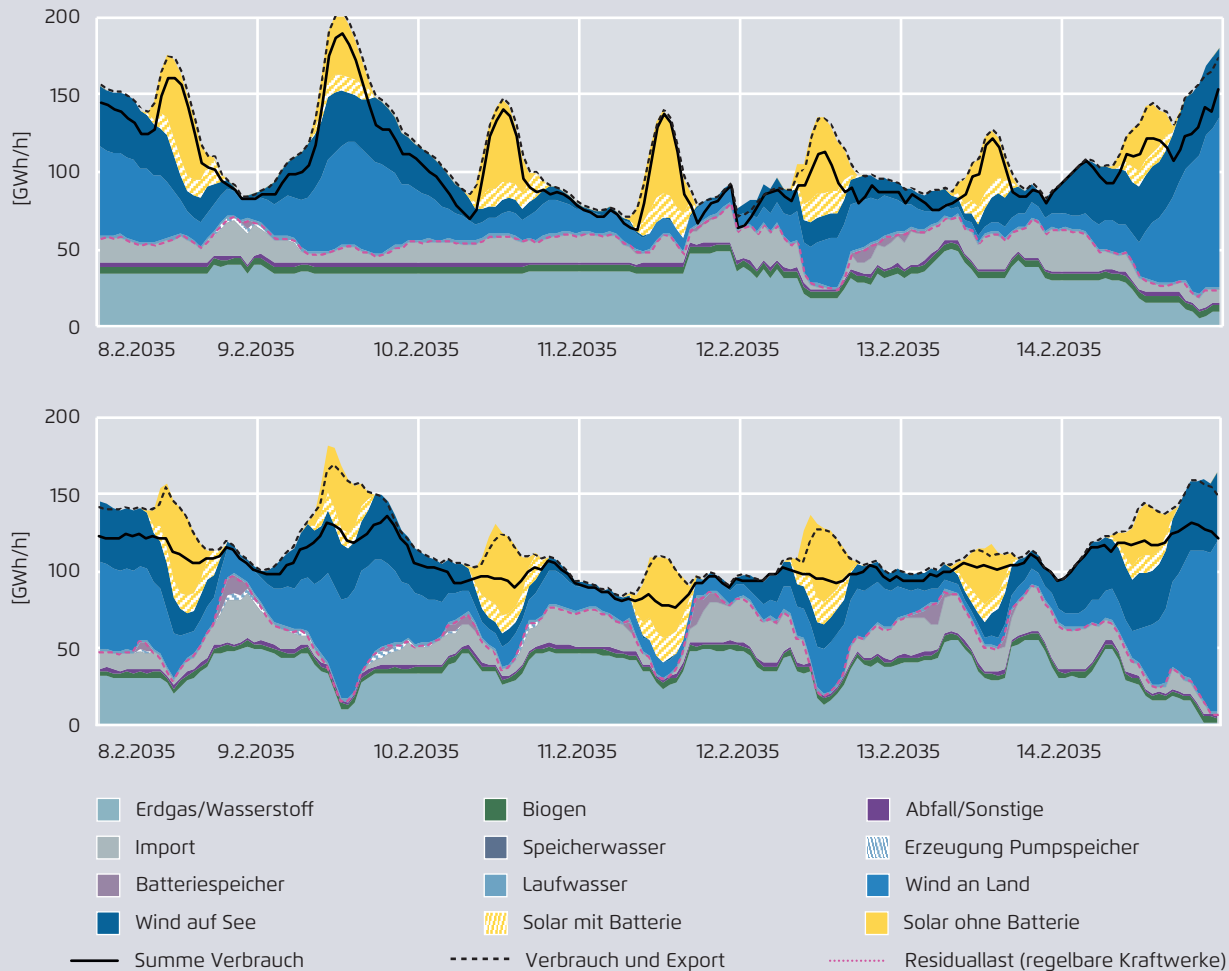 200
150
100
50
0
[GWh/h]
8.2.2035 9.2.2035 10.2.2035 11.2.2035 12.2.2035 13.2.2035 14.2.2035
200
150
100
50
0
[GWh/h]
8.2.2035 9.2.2035 10.2.2035 11.2.2035 12.2.2035 13.2.2035 14.2.2035
Erdgas/Wasserstoff Biogen Abfall/Sonstige
Import Speicherwasser Erzeugung Pumpspeicher
Batteriespeicher Laufwasser Wind an Land
Wind auf See Solar mit Batterie Solar ohne Batterie
Summe Verbrauch Verbrauch und Export Residuallast (regelbare Kraftwerke)